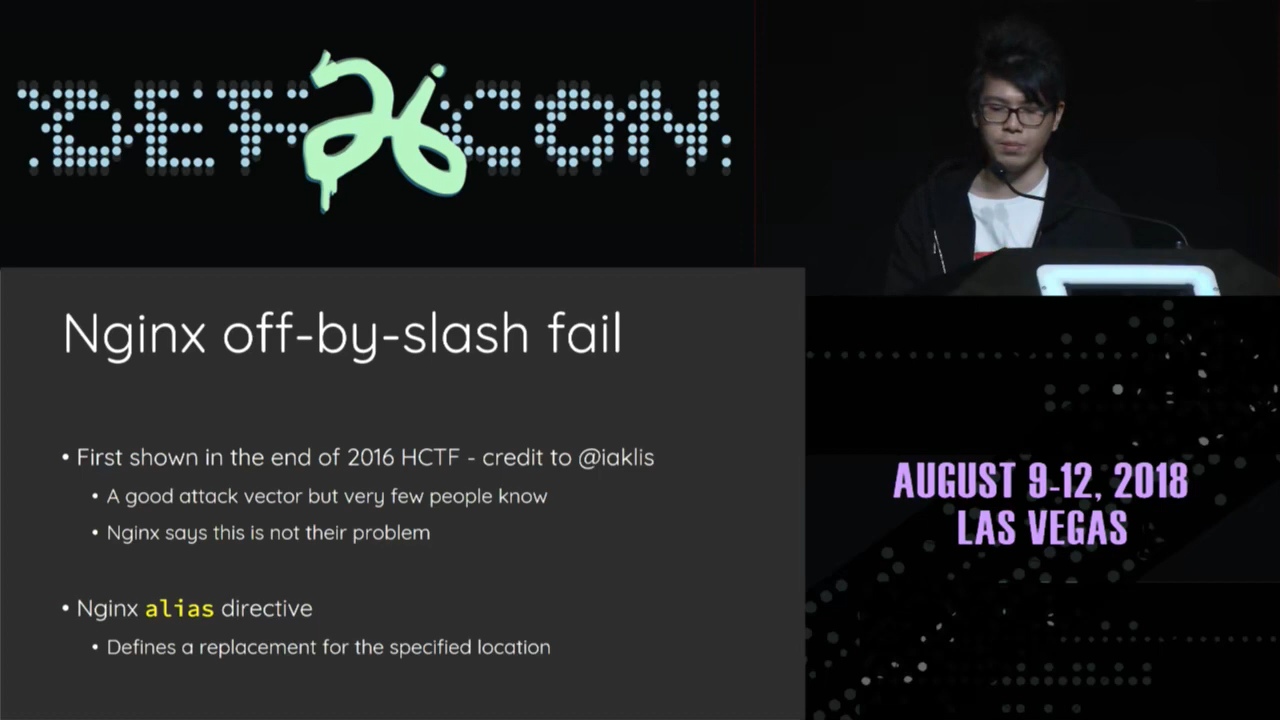 DEF 26 CON
Nginx off-by-slash fail
• First shown in the end of 2016 HCTF - credit to @iaklis
• A good attack vector but very few people know
• Nginx says this is not their problem
• Nginx alias directive
• Defines a replacement for the specified location
AUGUST 9-12, 2018
LAS VEGAS